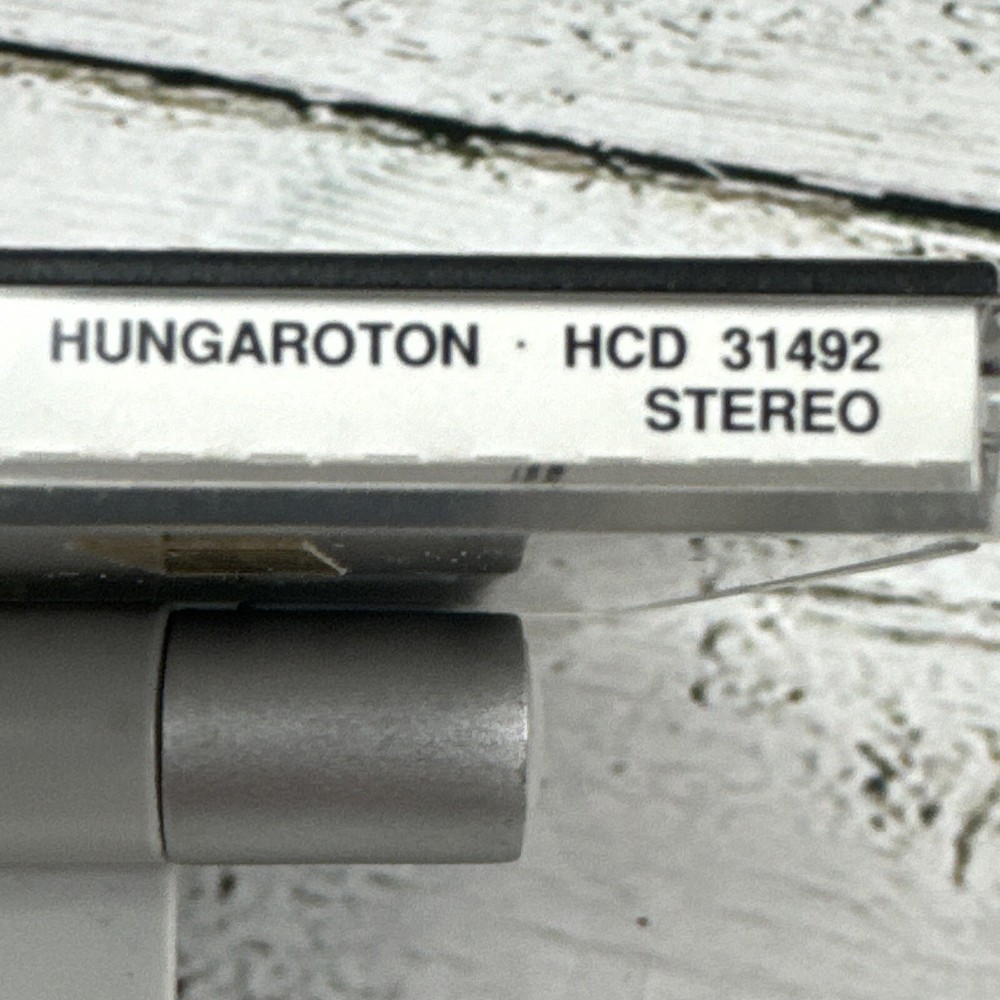 HUNGAROTON · HCD 31492
STEREO